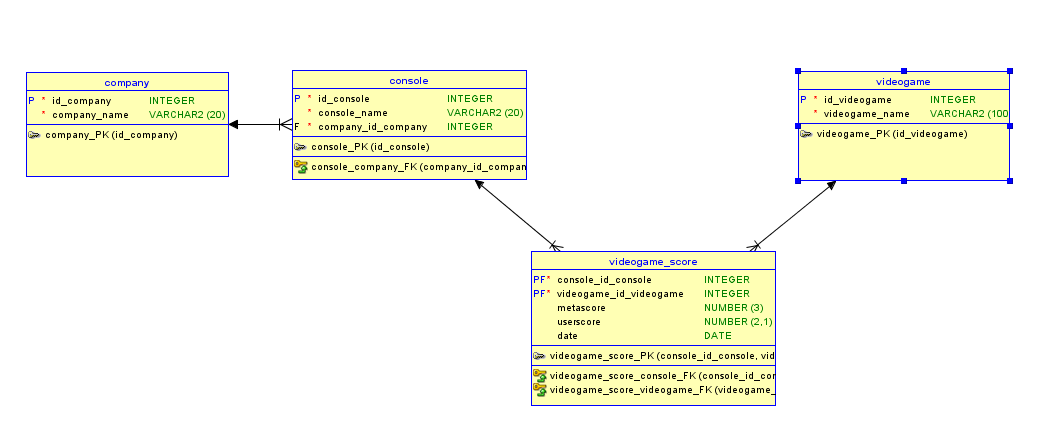 company
P * id_company INTEGER
* company_name VARCHAR2 (20)
company_PK (id_company)
console
P * id_console INTEGER
* console_name VARCHAR2 (20)
F * company_id_company INTEGER
console_PK (id_console)
console_company_FK (company_id_compan
videogame
P * id_videogame INTEGER
* videogame_name VARCHAR2 (100
videogame_PK (id_videogame)
videogame_score
PF* console_id_console INTEGER
PF* videogame_id_videogame INTEGER
metascore NUMBER (3)
userscore NUMBER (2,1)
date DATE
videogame_score_PK (console_id_console, vid
videogame_score_console_FK (console_id_con
videogame_score_videogame_FK (videogame_